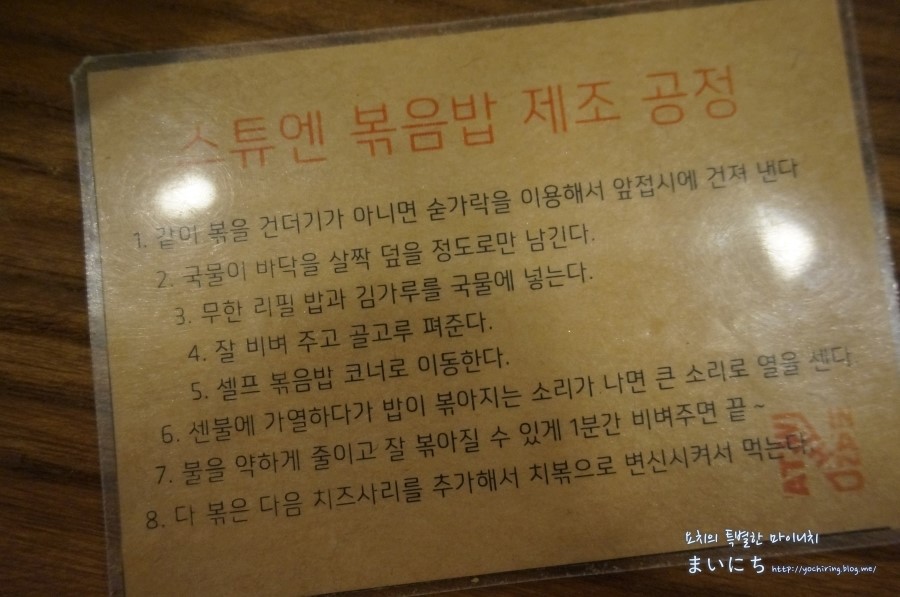 스튜엔 볶음밥 제조 공정
1. 같이 볶을 건더기가 아니면 숟가락을 이용해서 앞접시에 건져 낸다
2. 국물이 바닥을 살짝 덮을 정도로만 남긴다.
3. 무한 리필 밥과 김가루를 국물에 넣는다.
4. 잘 비벼 주고 골고루 펴준다.
5. 셀프 볶음밥 코너로 이동한다.
6. 센불에 가열하다가 밥이 볶아지는 소리가 나면 큰 소리로 열을 센다
7. 불을 약하게 줄이고 잘 볶아질 수 있게 1분간 비벼주면 끝~
8. 다 볶은 다음 치즈사리를 추가해서 치볶으로 변신시켜서 먹는다.
요치의 특별한 마이니치
まいにち http://yochiring.blog.me/